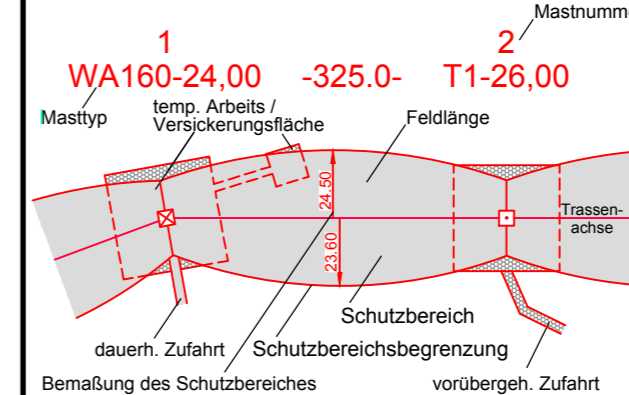 Mastnumme
1 2
WA160-24,00 -325.0- T1-26,00
Masttyp
temp. Arbeits /
Versickerungsfläche
Feldlänge
24.50
23.60
Trassen-
achse
Schutzbereich
dauerh. Zufahrt
Schutzbereichsbegrenzung
Bemaßung des Schutzbereiches
vorübergeh. Zufahrt